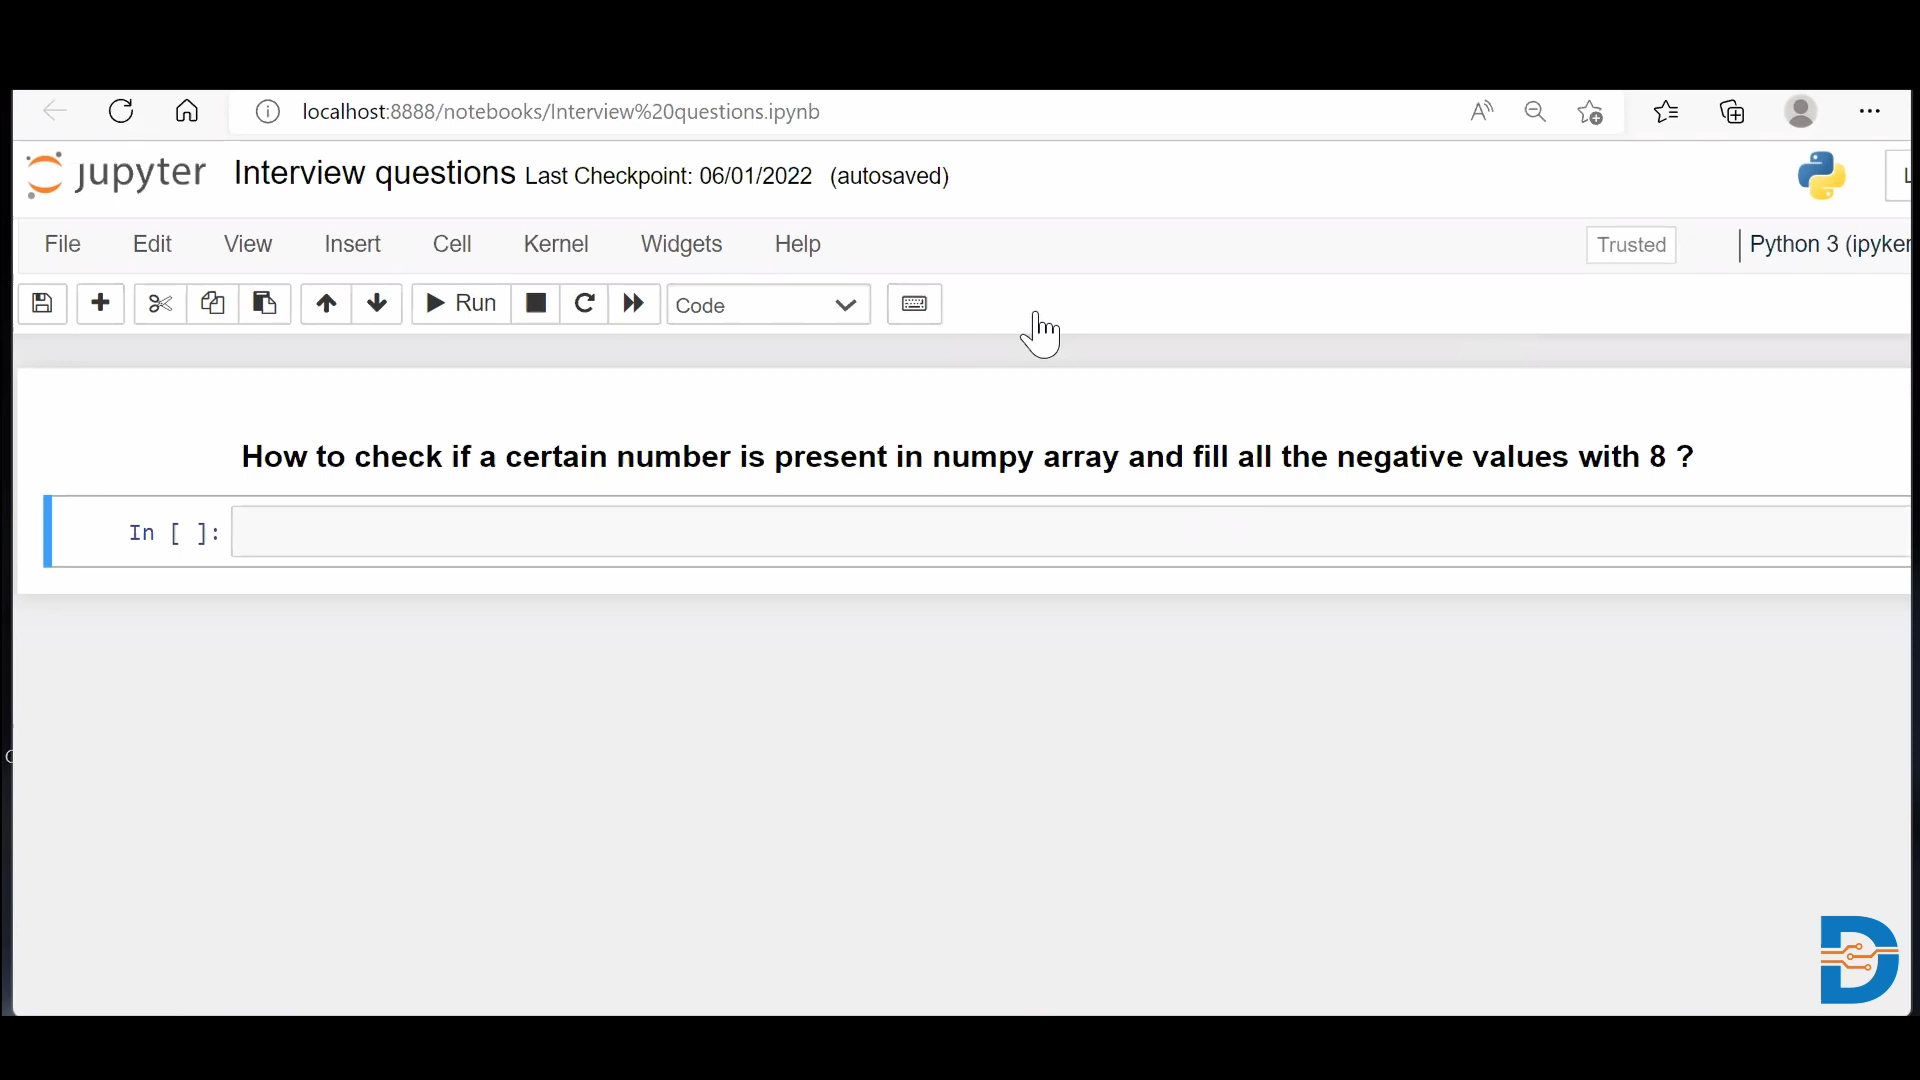 localhost:8888/notebooks/Interview%20questions.ipynb
jupyter Interview questions Last Checkpoint: 06/01/2022 (autosaved)
File Edit View Insert Cell Kernel Widgets Help Trusted Python 3 (ipyker
Run Code
How to check if a certain number is present in numpy array and fill all the negative values with 8 ?
In [ ]: